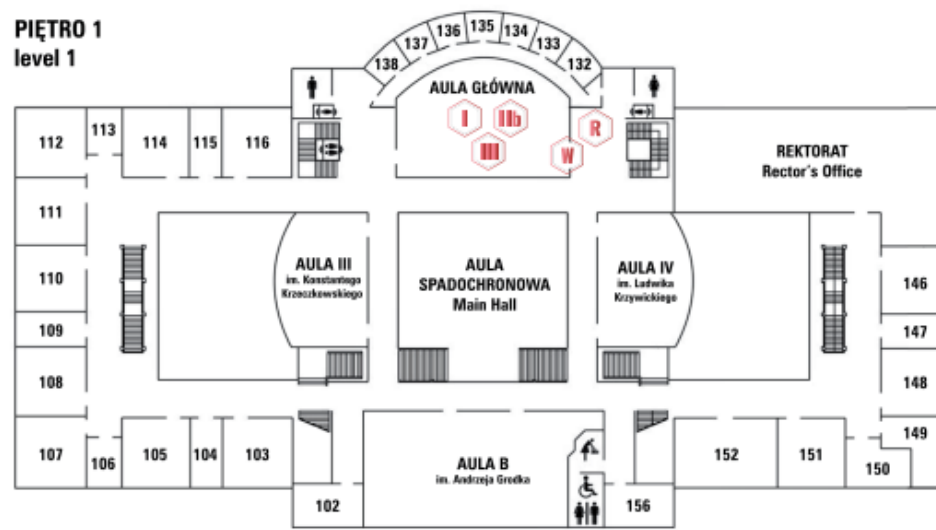 PIĘTRO 1
level 1
138
137
136
135
134
133
132
AULA GŁÓWNA
I
IIb
III
W
R
112
113
114
115
116
REKTORAT
Rector's Office
111
110
109
108
107
106
105
104
103
102
AULA III
im. Konstantego
Krzeczkowskiego
AULA
SPADOCHRONOWA
Main Hall
AULA IV
im. Ludwika
Krzywickiego
146
147
148
149
150
151
152
156
AULA B
im. Andrzeja Grodka